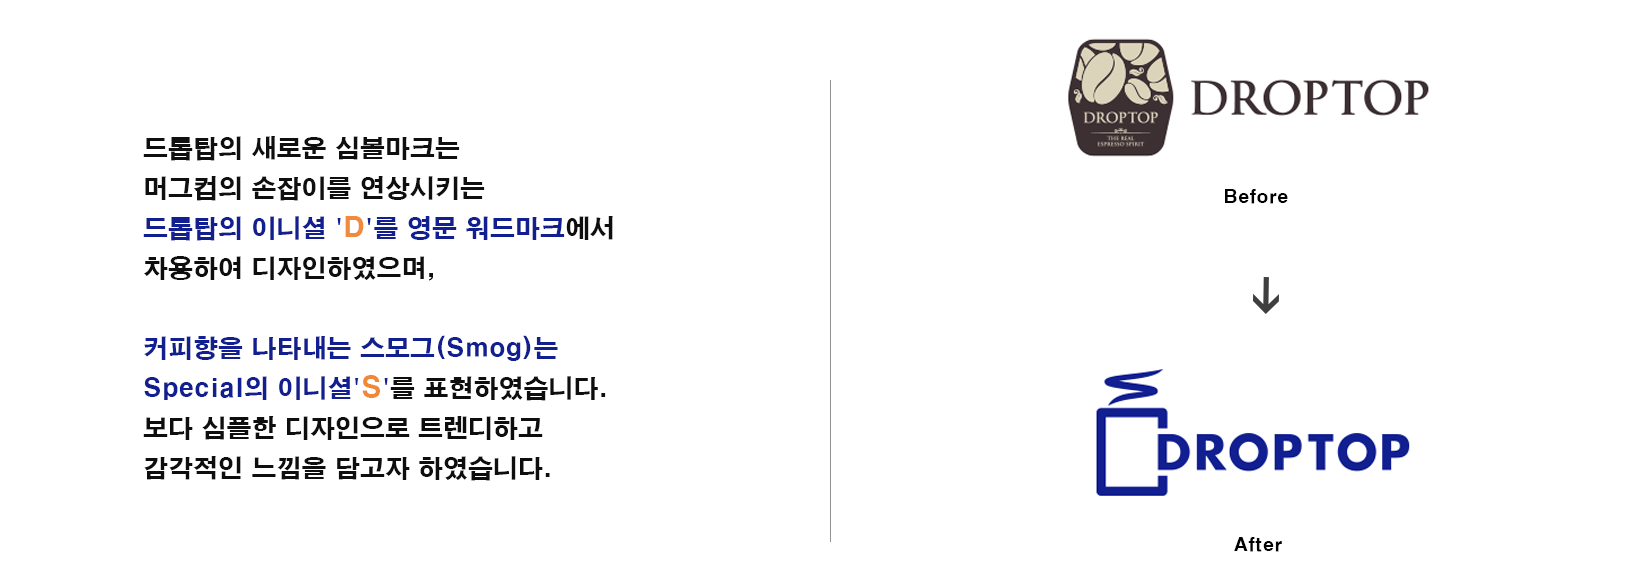 드롭탑의 새로운 심볼마크는
머그컵의 손잡이를 연상시키는
드롭탑의 이니셜 'D'를 영문 워드마크에서
차용하여 디자인하였으며,
커피향을 나타내는 스모그(Smog)는
Special의 이니셜'S'를 표현하였습니다.
보다 심플한 디자인으로 트렌디하고
감각적인 느낌을 담고자 하였습니다.
DROPTOP
THE REAL
ESPRESSO SPIRIT
DROPTOP
Before
DROPTOP
After